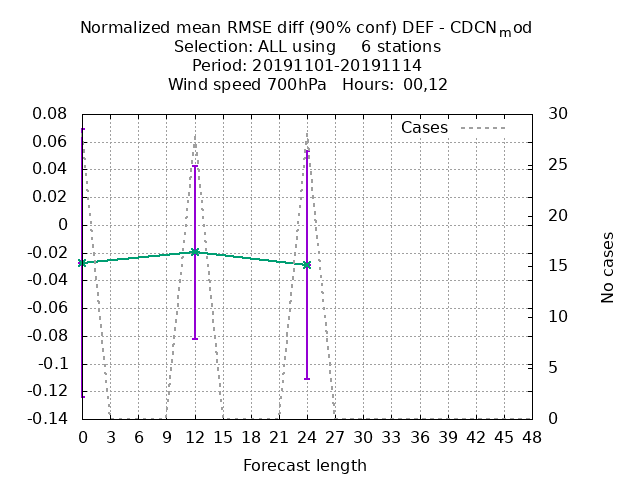 Normalized mean RMSE diff (90% conf) DEF - CDCNmod
Selection: ALL using 6 stations
Period: 20191101-20191114
Wind speed 700hPa Hours: 00,12
Cases
0.08
0.06
0.04
0.02
0
-0.02
-0.04
-0.06
-0.08
-0.1
-0.12
-0.14
30
25
20
15
10
5
0
No cases
0 3 6 9 12 15 18 21 24 27 30 33 36 39 42 45 48
Forecast length